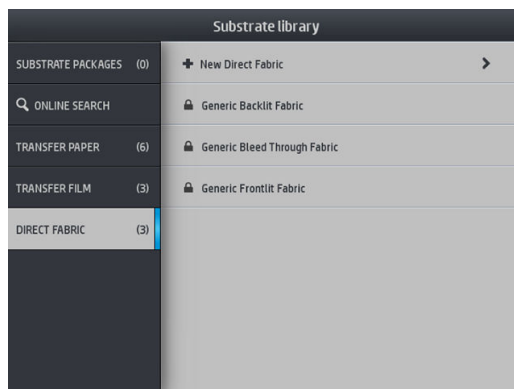 Substrate library
SUBSTRATE PACKAGES (0)
ONLINE SEARCH
TRANSFER PAPER (6)
TRANSFER FILM (3)
DIRECT FABRIC (3)
New Direct Fabric
Generic Backlit Fabric
Generic Bleed Through Fabric
Generic Frontlit Fabric